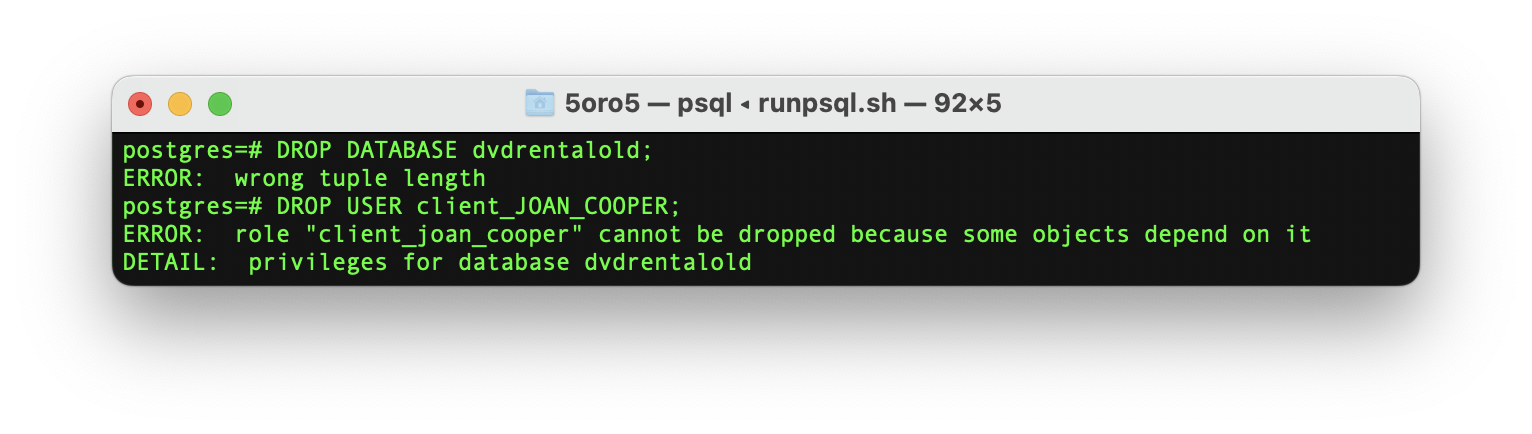 5oro5 — psql ◂ runpsql.sh — 92×5
postgres=# DROP DATABASE dvdrentalold;
ERROR:  wrong tuple length
postgres=# DROP USER client_JOAN_COOPER;
ERROR:  role "client_joan_cooper" cannot be dropped because some objects depend on it
DETAIL:  privileges for database dvdrentalold